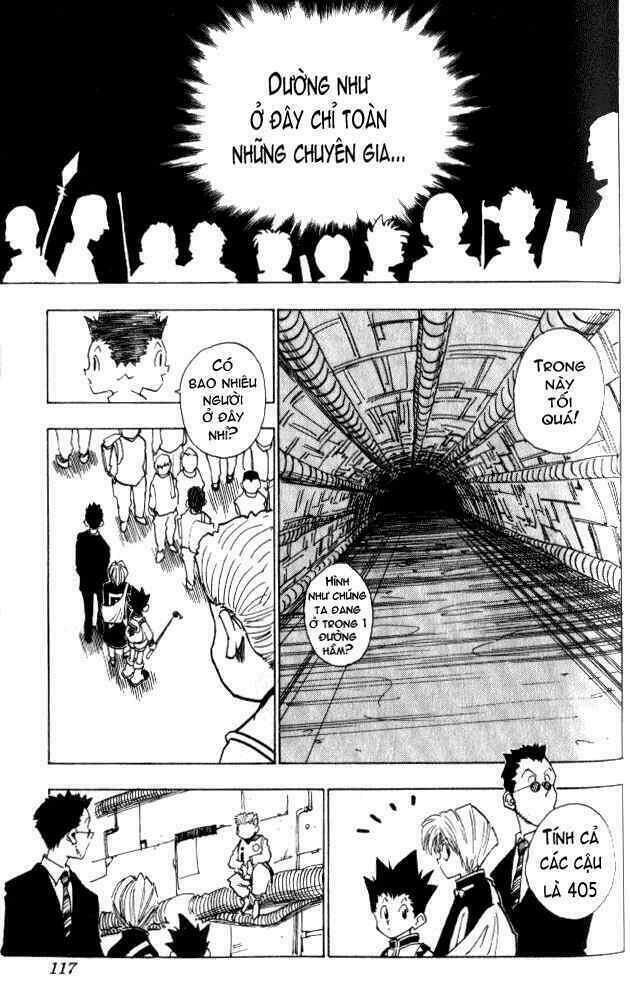 DƯỜNG NHƯ
Ở ĐÂY CHỈ TOÀN
NHỮNG CHUYÊN GIA...
TRONG
NÀY
TỐI
QUÁ!
HÌNH
NHƯ CHÚNG
TA ĐANG
Ở TRONG 1
ĐƯỜNG
HẦM?
CÓ
BAO NHIÊU
NGƯỜI
Ở ĐÂY
NHỈ?
TÍNH CẢ
CÁC CẬU
LÀ 405
117